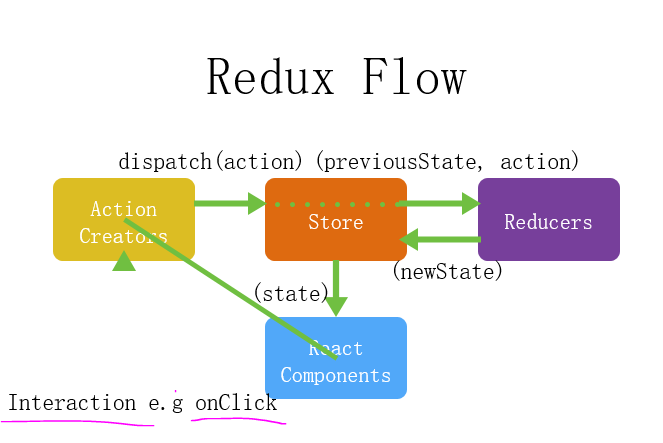 Redux Flow
dispatch(action) (previousState, action)
Action
Creators
Store
Reducers
(newState)
(state)
React
Components
Interaction e.g onClick